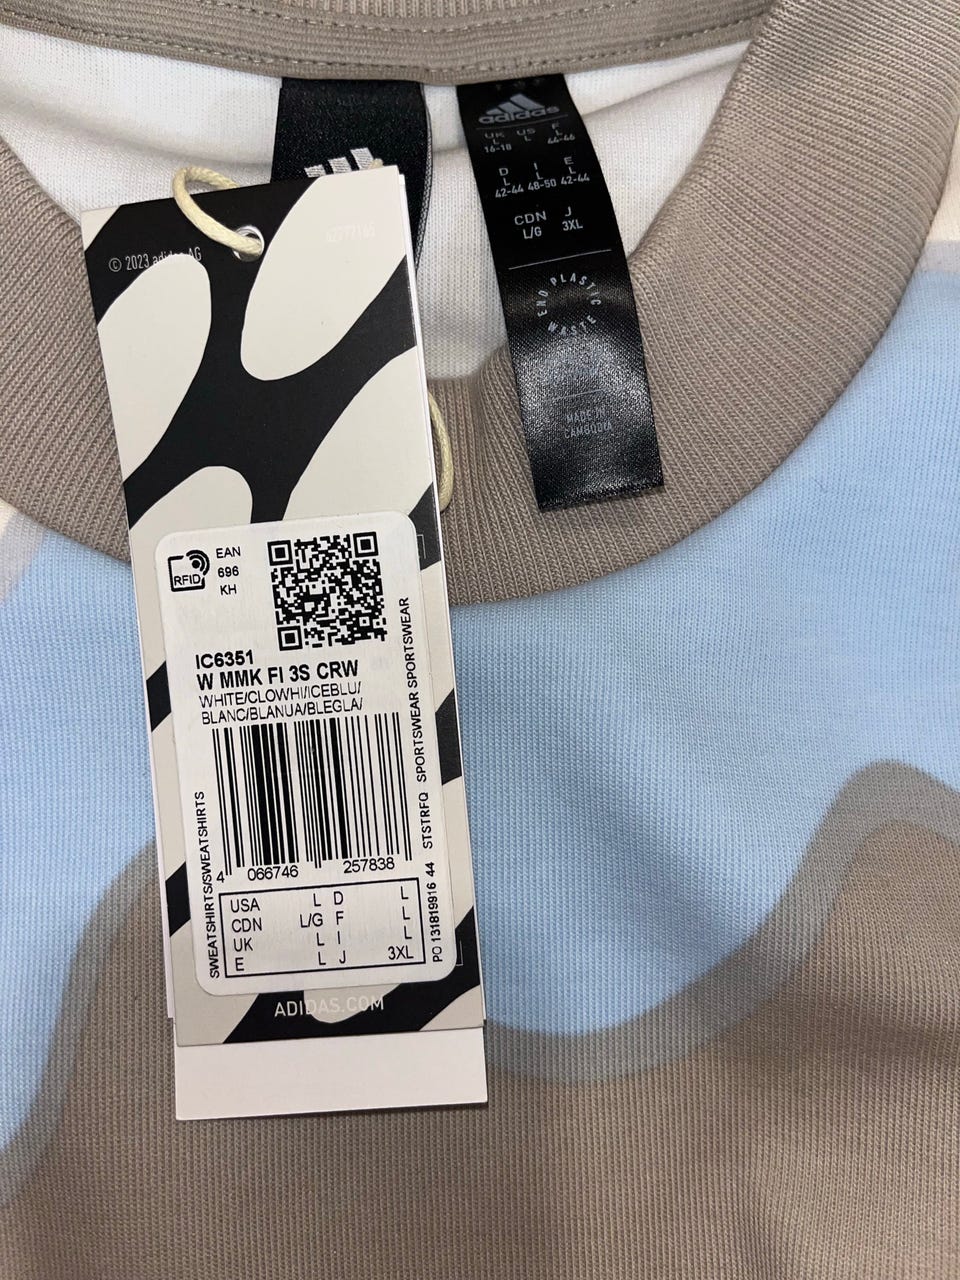 adidas
UK US F
L L L
16-18 44-46
D I E
L L L
42-44 48-50 42-44
CDN J
L/G 3XL
END PLASTIC WASTE
MADE IN
CAMBODIA
© 2023 adidas AG
RFID
EAN
696
KH
IC6351
W MMK FI 3S CRW
WHITE/CLOWHI/ICEBLU/
BLANC/BLANUA/BLEGLA/
SWEATSHIRTS/SWEATSHIRTS
4 066746 257838
PO 131819916 44 STSTRFQ SPORTSWEAR SPORTSWEAR
USA L D L
CDN L/G F L
UK L I L
E L J 3XL
ADIDAS.COM